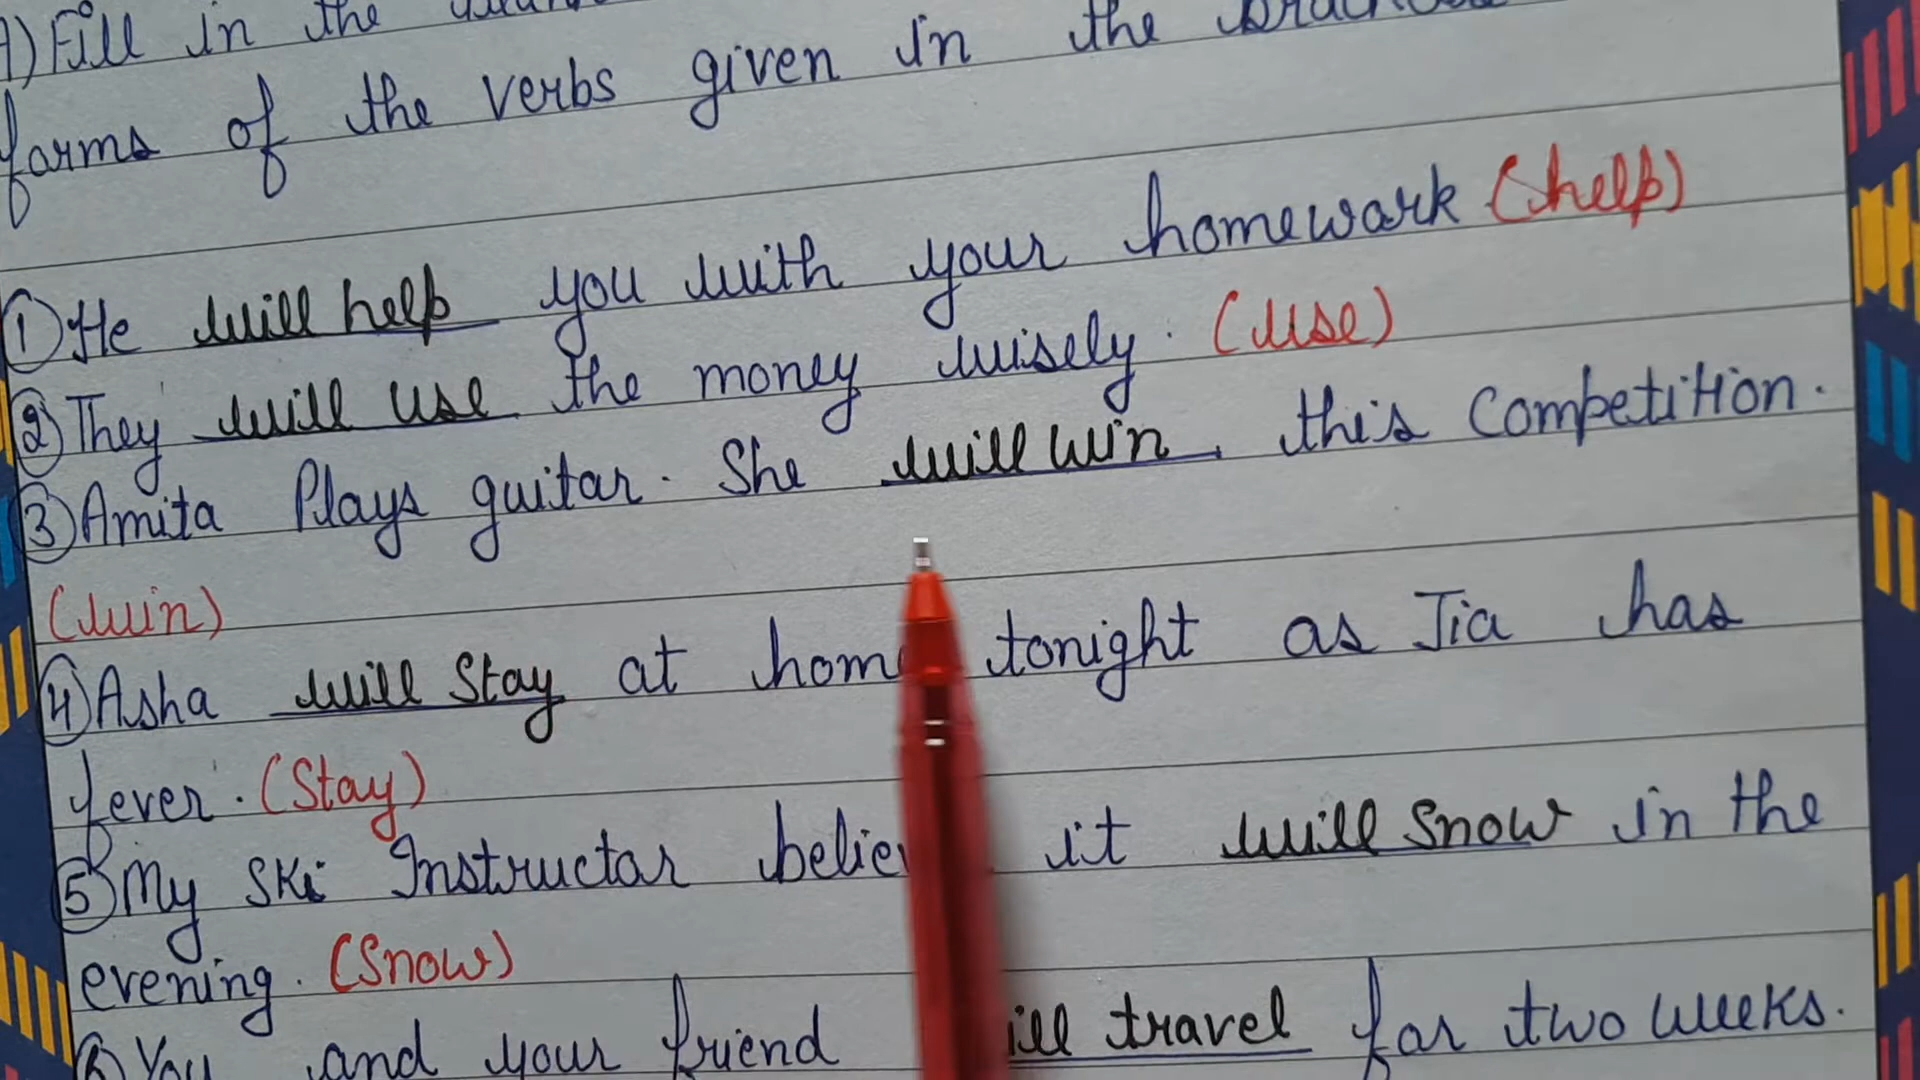 A) Fill in the
forms of the verbs given in the
① He will help you with your homework (help)
② They will use the money wisely. (Use)
③ Amita Plays guitar. She will win this Competition.
(win)
④ Asha will Stay at home tonight as Jia has
fever. (Stay)
⑤ My Ski Instructor it will Snow in the
evening. (Snow)
⑥ You and your friend ill travel for two weeks.